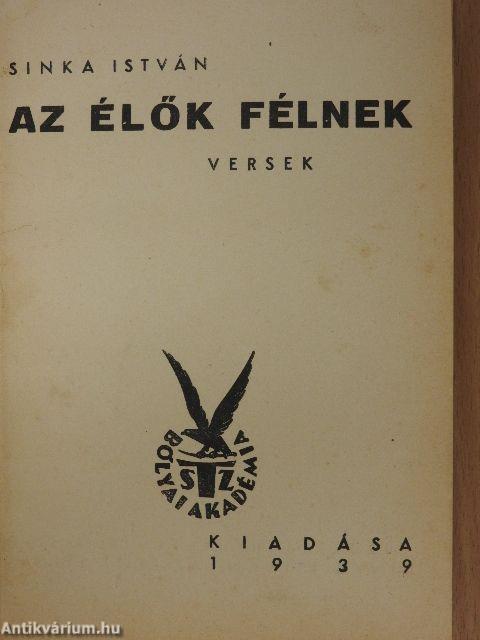 SINKA ISTVÁN
AZ ÉLŐK FÉLNEK
VERSEK
STZ
BOLYAI AKADÉMIA
KIADÁSA
1939
Antikvárium.hu